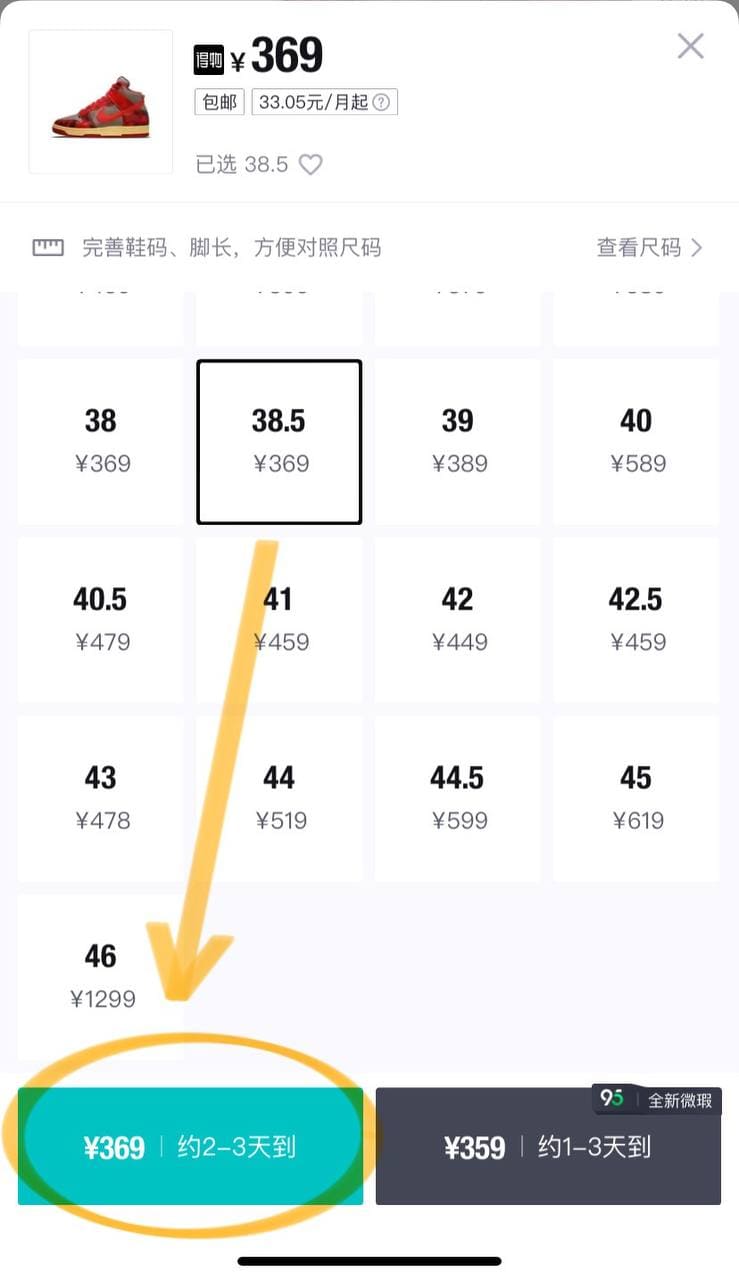 得物 ¥369
包邮 33.05元/月起 ?
已选 38.5
完善鞋码、脚长，方便对照尺码 查看尺码
38 38.5 39 40
¥369 ¥369 ¥389 ¥589
40.5 41 42 42.5
¥479 ¥459 ¥449 ¥459
43 44 44.5 45
¥478 ¥519 ¥599 ¥619
46
¥1299
95 全新微瑕
¥369 约2-3天到 ¥359 约1-3天到